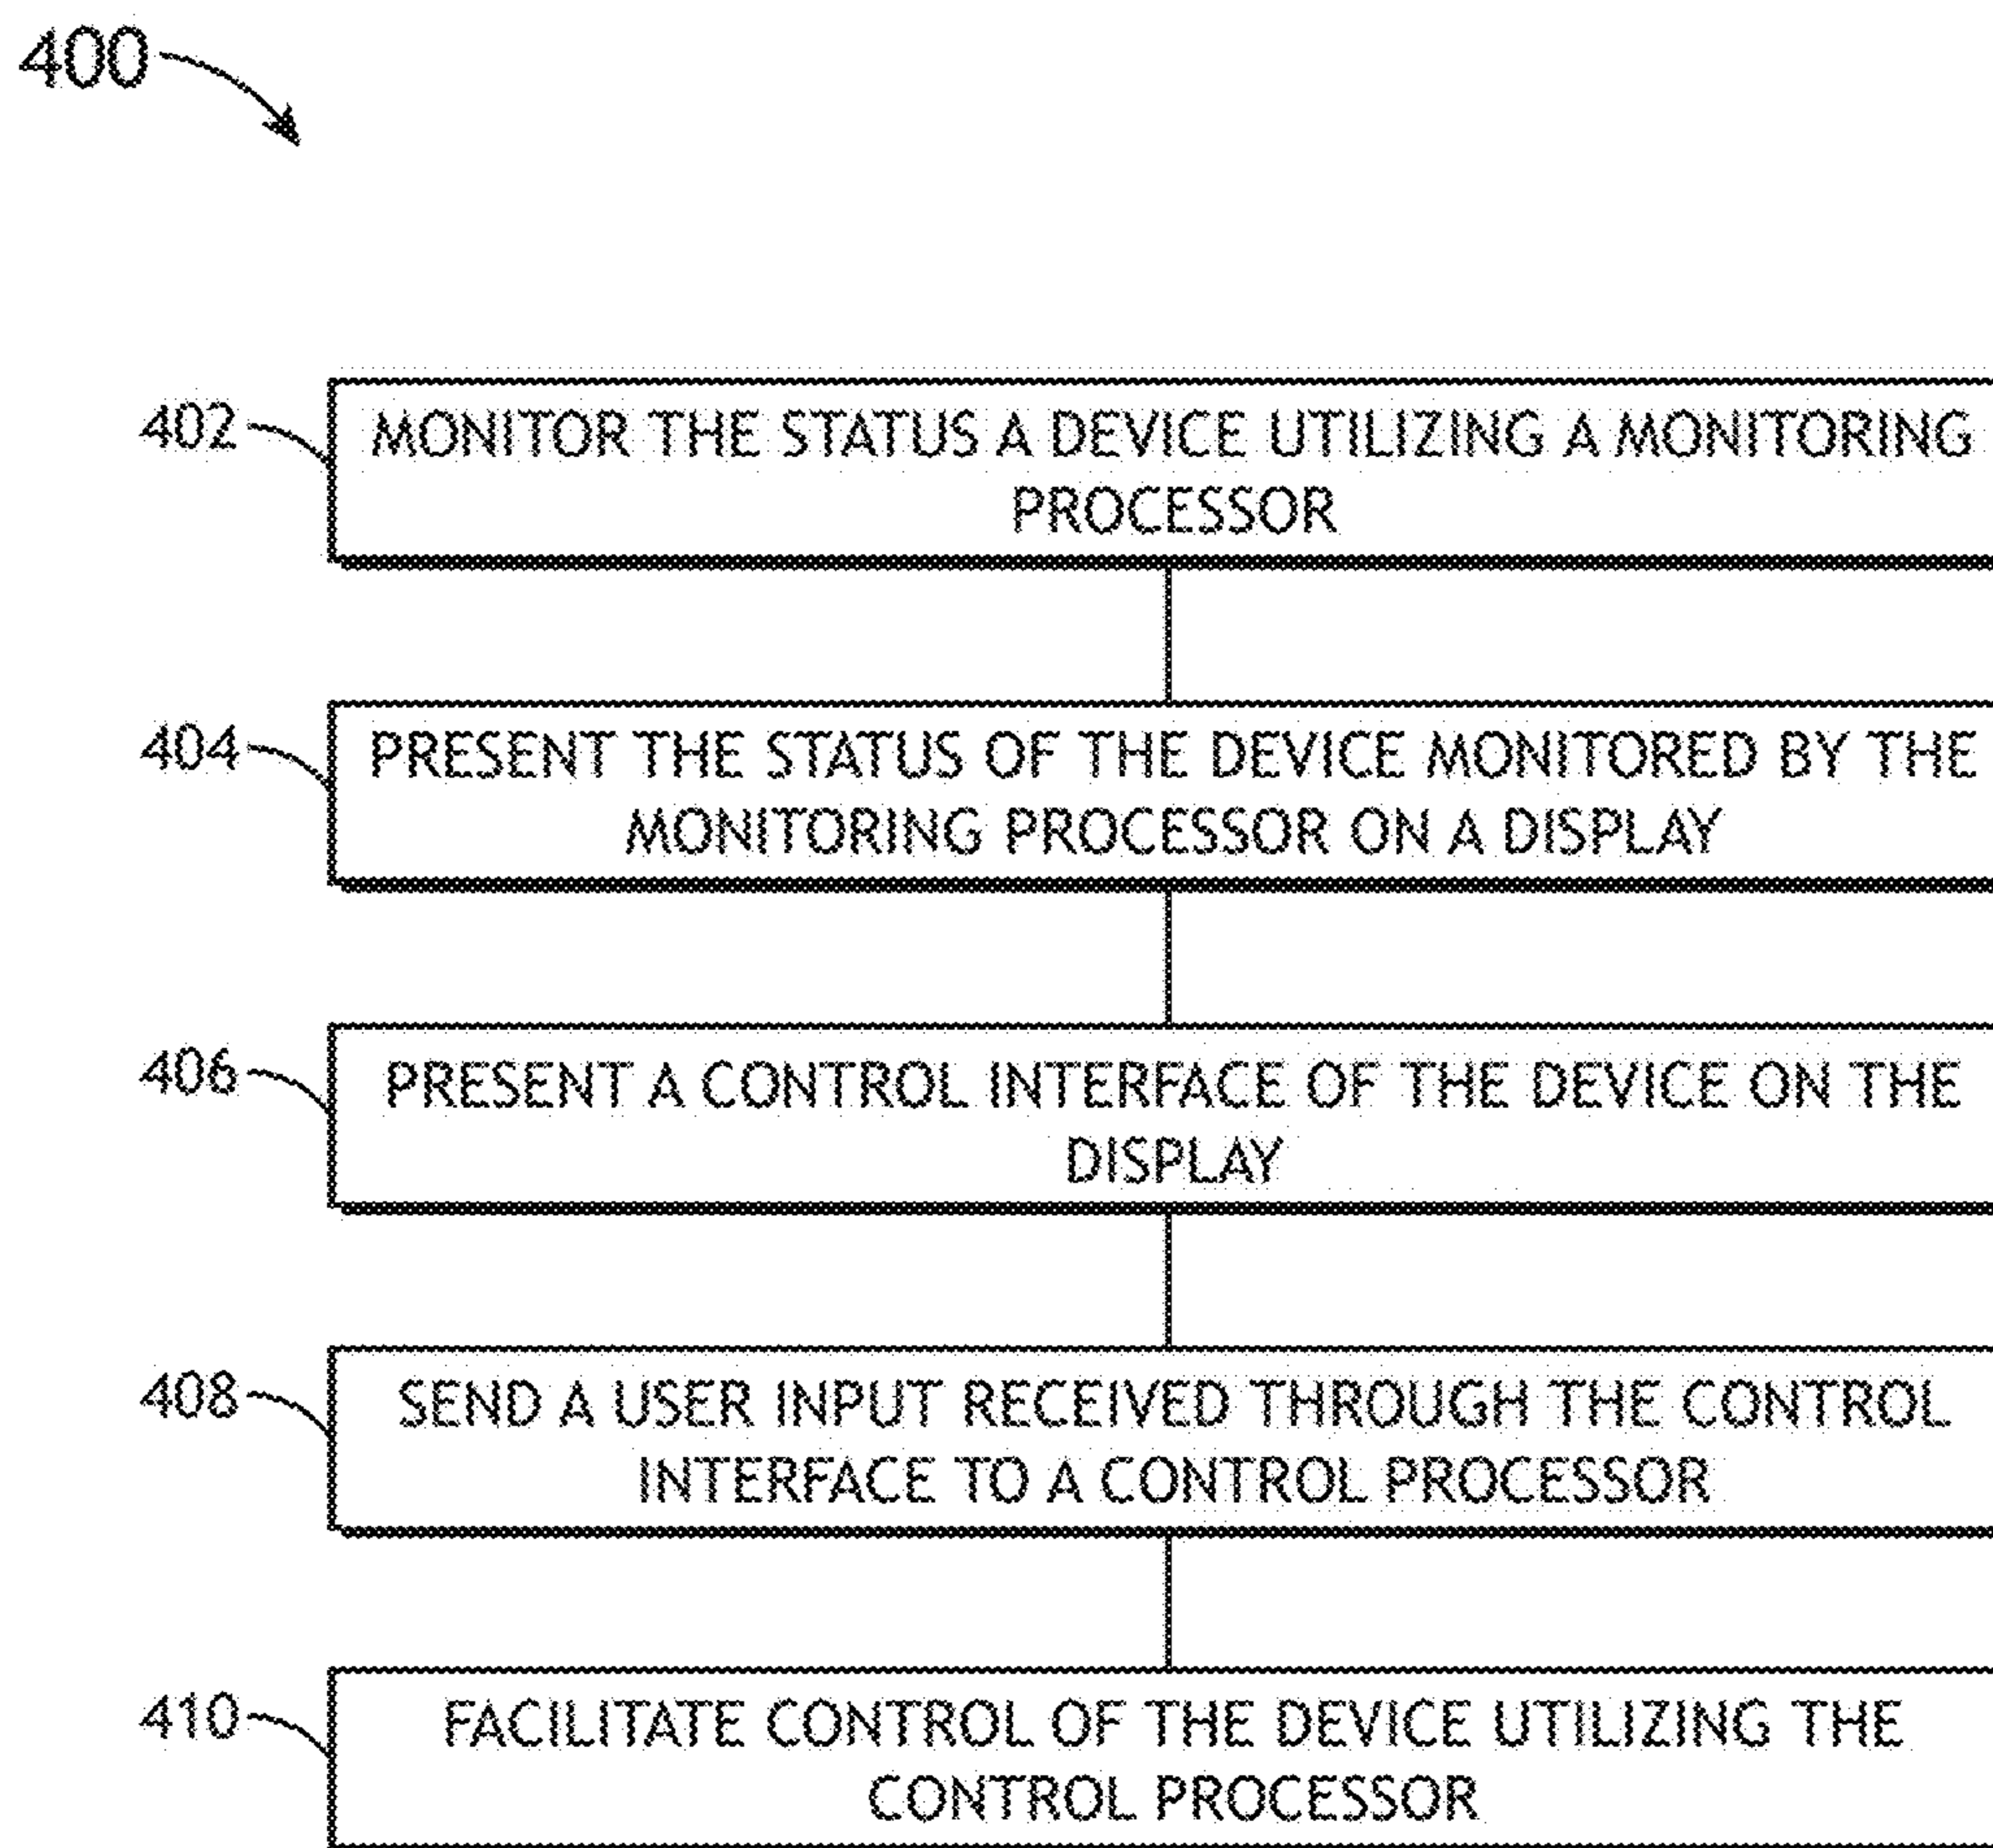 400
402
MONITOR THE STATUS A DEVICE UTILIZING A MONITORING
PROCESSOR
404
PRESENT THE STATUS OF THE DEVICE MONITORED BY THE
MONITORING PROCESSOR ON A DISPLAY
406
PRESENT A CONTROL INTERFACE OF THE DEVICE ON THE
DISPLAY
408
SEND A USER INPUT RECEIVED THROUGH THE CONTROL
INTERFACE TO A CONTROL PROCESSOR
410
FACILITATE CONTROL OF THE DEVICE UTILIZING THE
CONTROL PROCESSOR